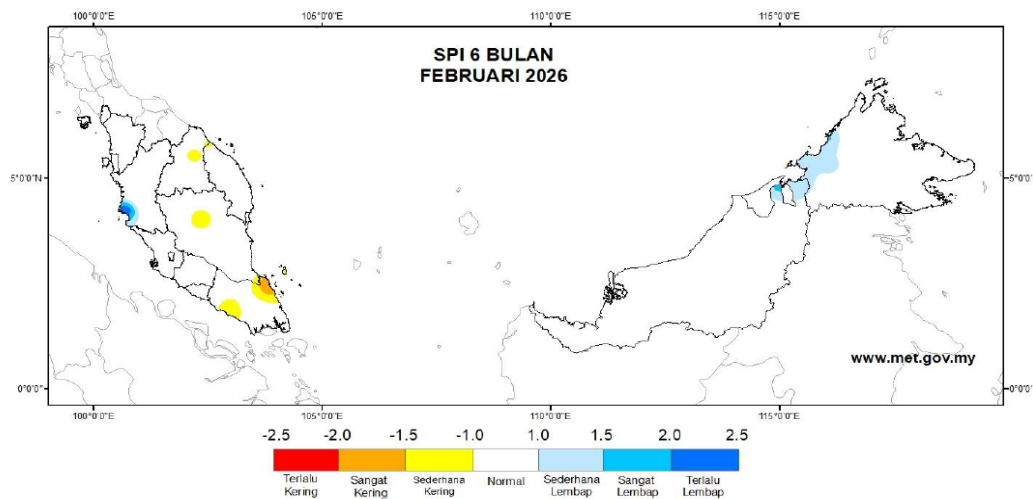 100°0'0"E 105°0'0"E 110°0'0"E 115°0'0"E
SPI 6 BULAN
FEBRUARI 2026
5°0'0"N 5°0'0"N
www.met.gov.my
0°0'0" 0°0'0"
100°0'0"E 105°0'0"E 110°0'0"E 115°0'0"E
-2.5 -2.0 -1.5 -1.0 1.0 1.5 2.0 2.5
Terlalu Kering
Sangat Kering
Sederhana Kering
Normal
Sederhana Lembap
Sangat Lembap
Terlalu Lembap